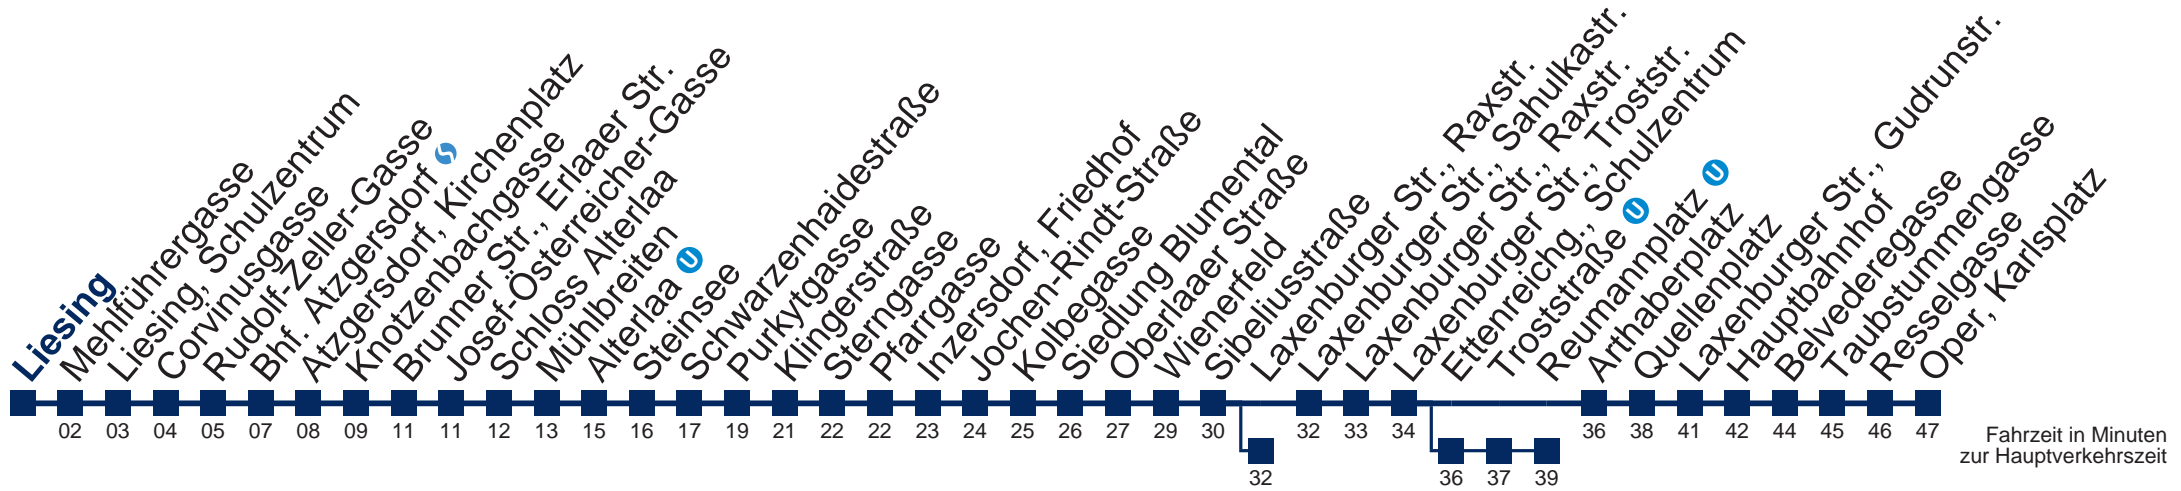 Liesing
Mehlführergasse
Liesing, Schulzentrum
Corvinusgasse
Rudolf-Zeller-Gasse
Bhf. Atzgersdorf
Atzgersdorf, Kirchenplatz
Knotzenbachgasse
Brunner Str., Erlaaer Str.
Josef-Österreicher-Gasse
Schloss Alterlaa
Mühlbreiten
Alterlaa U
Steinsee
Schwarzenhaidestraße
Purkytgasse
Klingerstraße
Sterngasse
Pfarrgasse
Inzersdorf, Friedhof
Jochen-Rindt-Straße
Kolbegasse
Siedlung Blumental
Oberlaaer Straße
Wienerfeld
Sibeliusstraße
Laxenburger Str., Raxstr.
Laxenburger Str., Sahulkastr.
Laxenburger Str., Raxstr.
Laxenburger Str., Troststr.
Ettenreichg., Schulzentrum
Troststraße U
Reumannplatz U
Arthaberplatz
Quellenplatz
Laxenburger Str., Gudrunstr.
Hauptbahnhof
Belvederegasse
Taubstummengasse
Resselgasse
Oper, Karlsplatz
02 03 04 05 07 08 09 11 11 12 13 15 16 17 19 21 22 22 23 24 25 26 27 29 30 32 33 34 36 38 41 42 44 45 46 47
32 36 37 39
Fahrzeit in Minuten
zur Hauptverkehrszeit